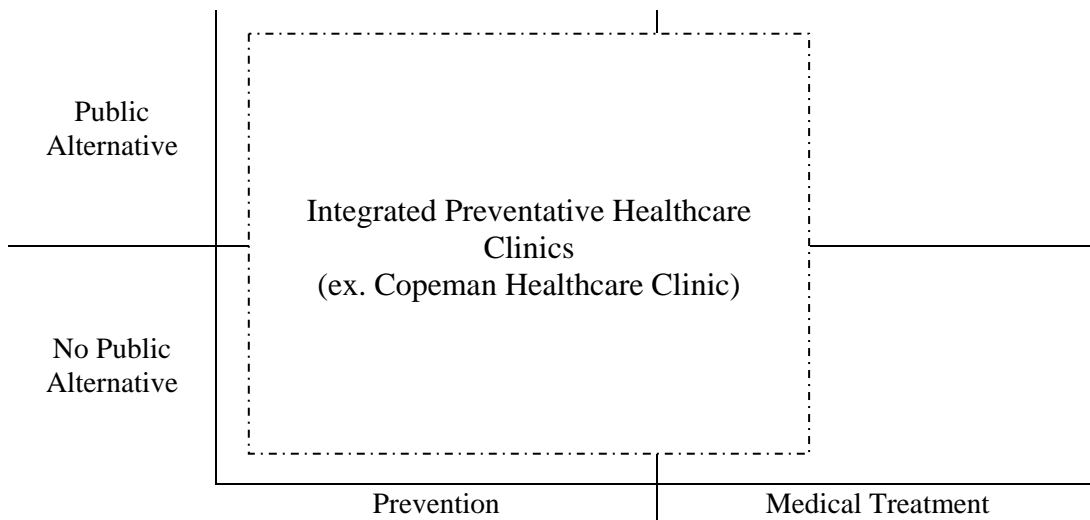 Public
Alternative
Integrated Preventative Healthcare
Clinics
(ex. Copeman Healthcare Clinic)
No Public
Alternative
Prevention
Medical Treatment